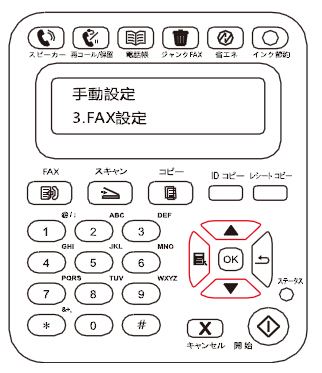 スピーカー 再コール/保留 電話帳 ジャンクFAX 省エネ インク節約
手動設定
3.FAX設定
FAX スキャン コピー IDコピー レシートコピー
@/: ABC DEF
1 2 3
GHI JKL MNO
4 5 6 OK
PQRS TUV WXYZ ステータス
7 8 9
&*,
* 0 # X
キャンセル 開始